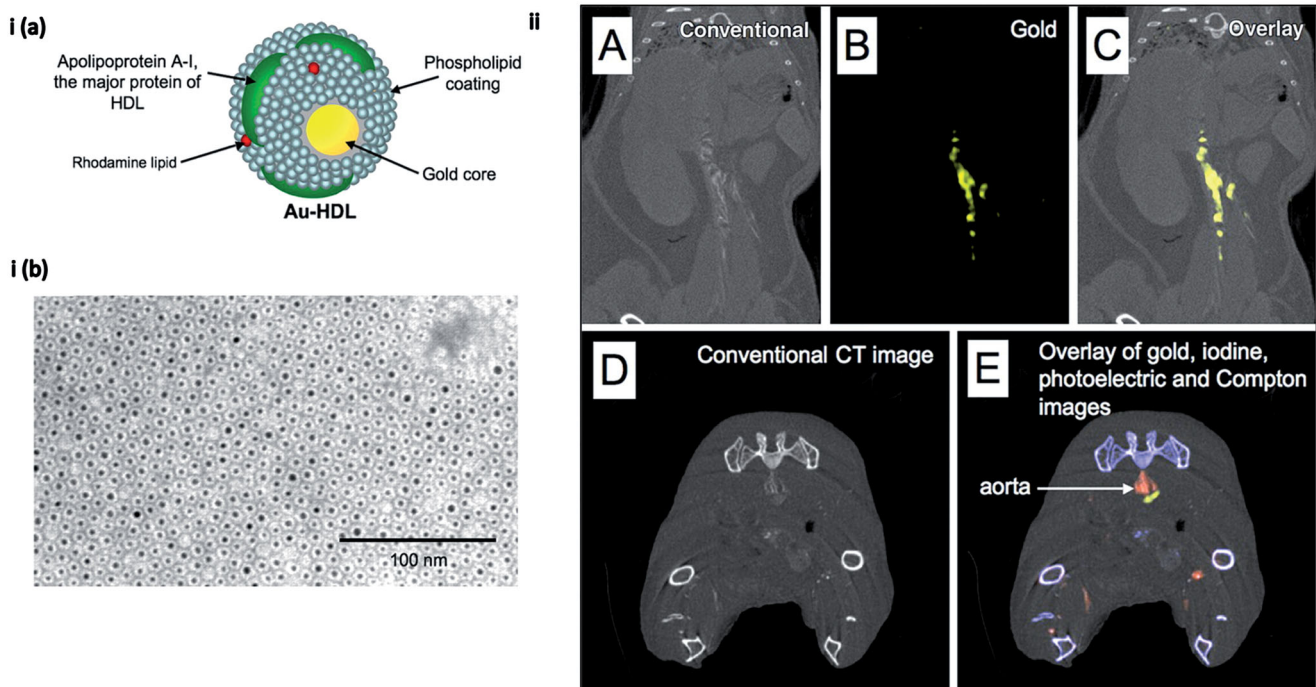 i (a)
Apolipoprotein A-I,
the major protein of
HDL
Phospholipid
coating
Rhodamine lipid
Gold core
Au-HDL
i (b)
100 nm
ii
A
Conventional
B
Gold
C
Overlay
D
Conventional CT image
E
Overlay of gold, iodine,
photoelectric and Compton
images
aorta